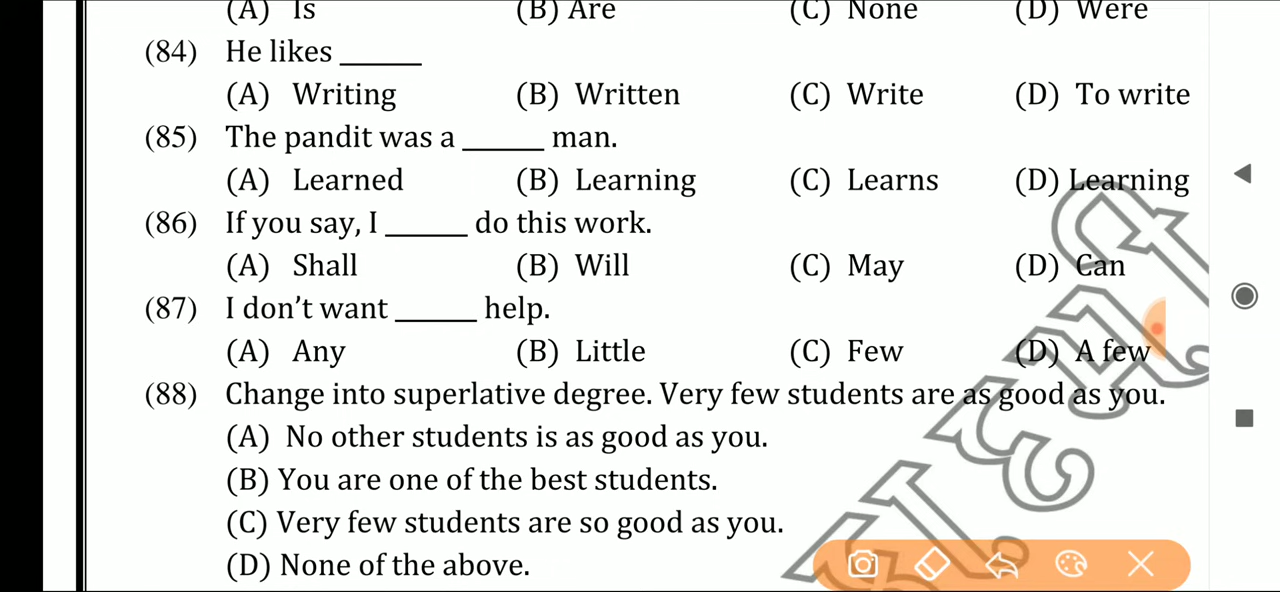 (A) Is (B) Are (C) None (D) Were
(84) He likes ______
(A) Writing (B) Written (C) Write (D) To write
(85) The pandit was a ______ man.
(A) Learned (B) Learning (C) Learns (D) Learning
(86) If you say, I ______ do this work.
(A) Shall (B) Will (C) May (D) Can
(87) I don't want ______ help.
(A) Any (B) Little (C) Few (D) A few
(88) Change into superlative degree. Very few students are as good as you.
(A) No other students is as good as you.
(B) You are one of the best students.
(C) Very few students are so good as you.
(D) None of the above.